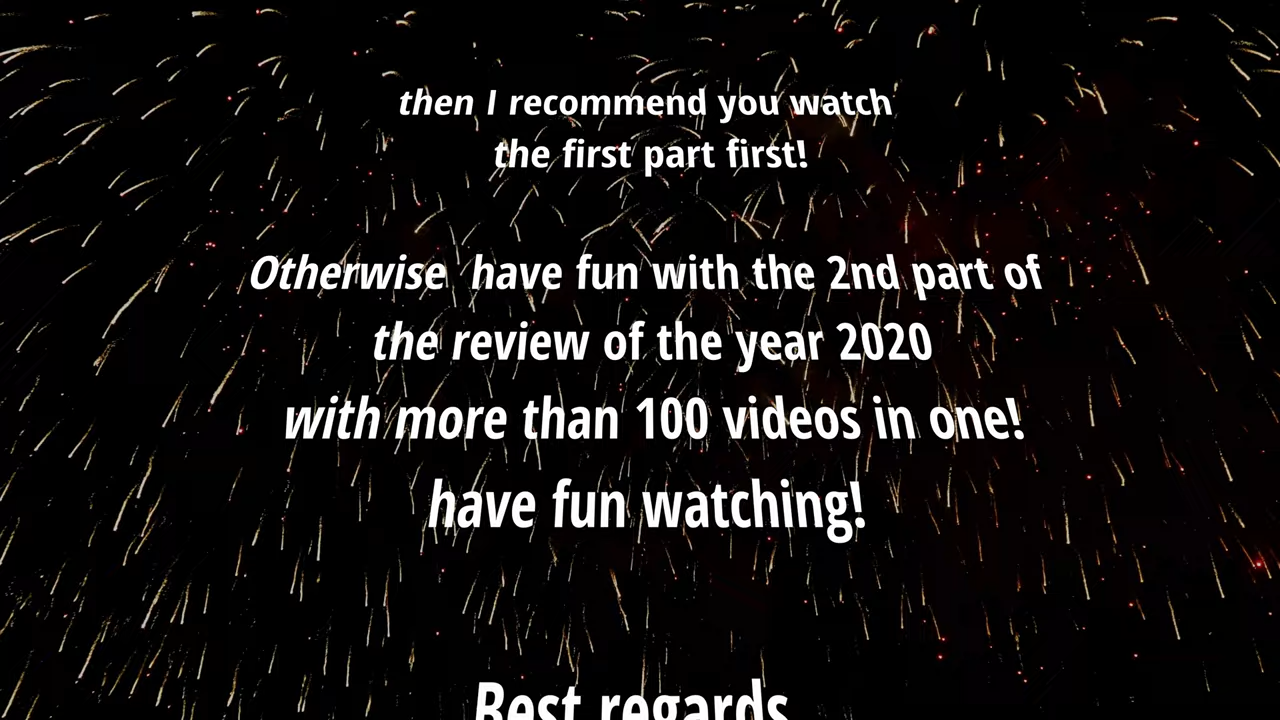 then I recommend you watch
the first part first!
Otherwise have fun with the 2nd part of
the review of the year 2020
with more than 100 videos in one!
have fun watching!
Best regards